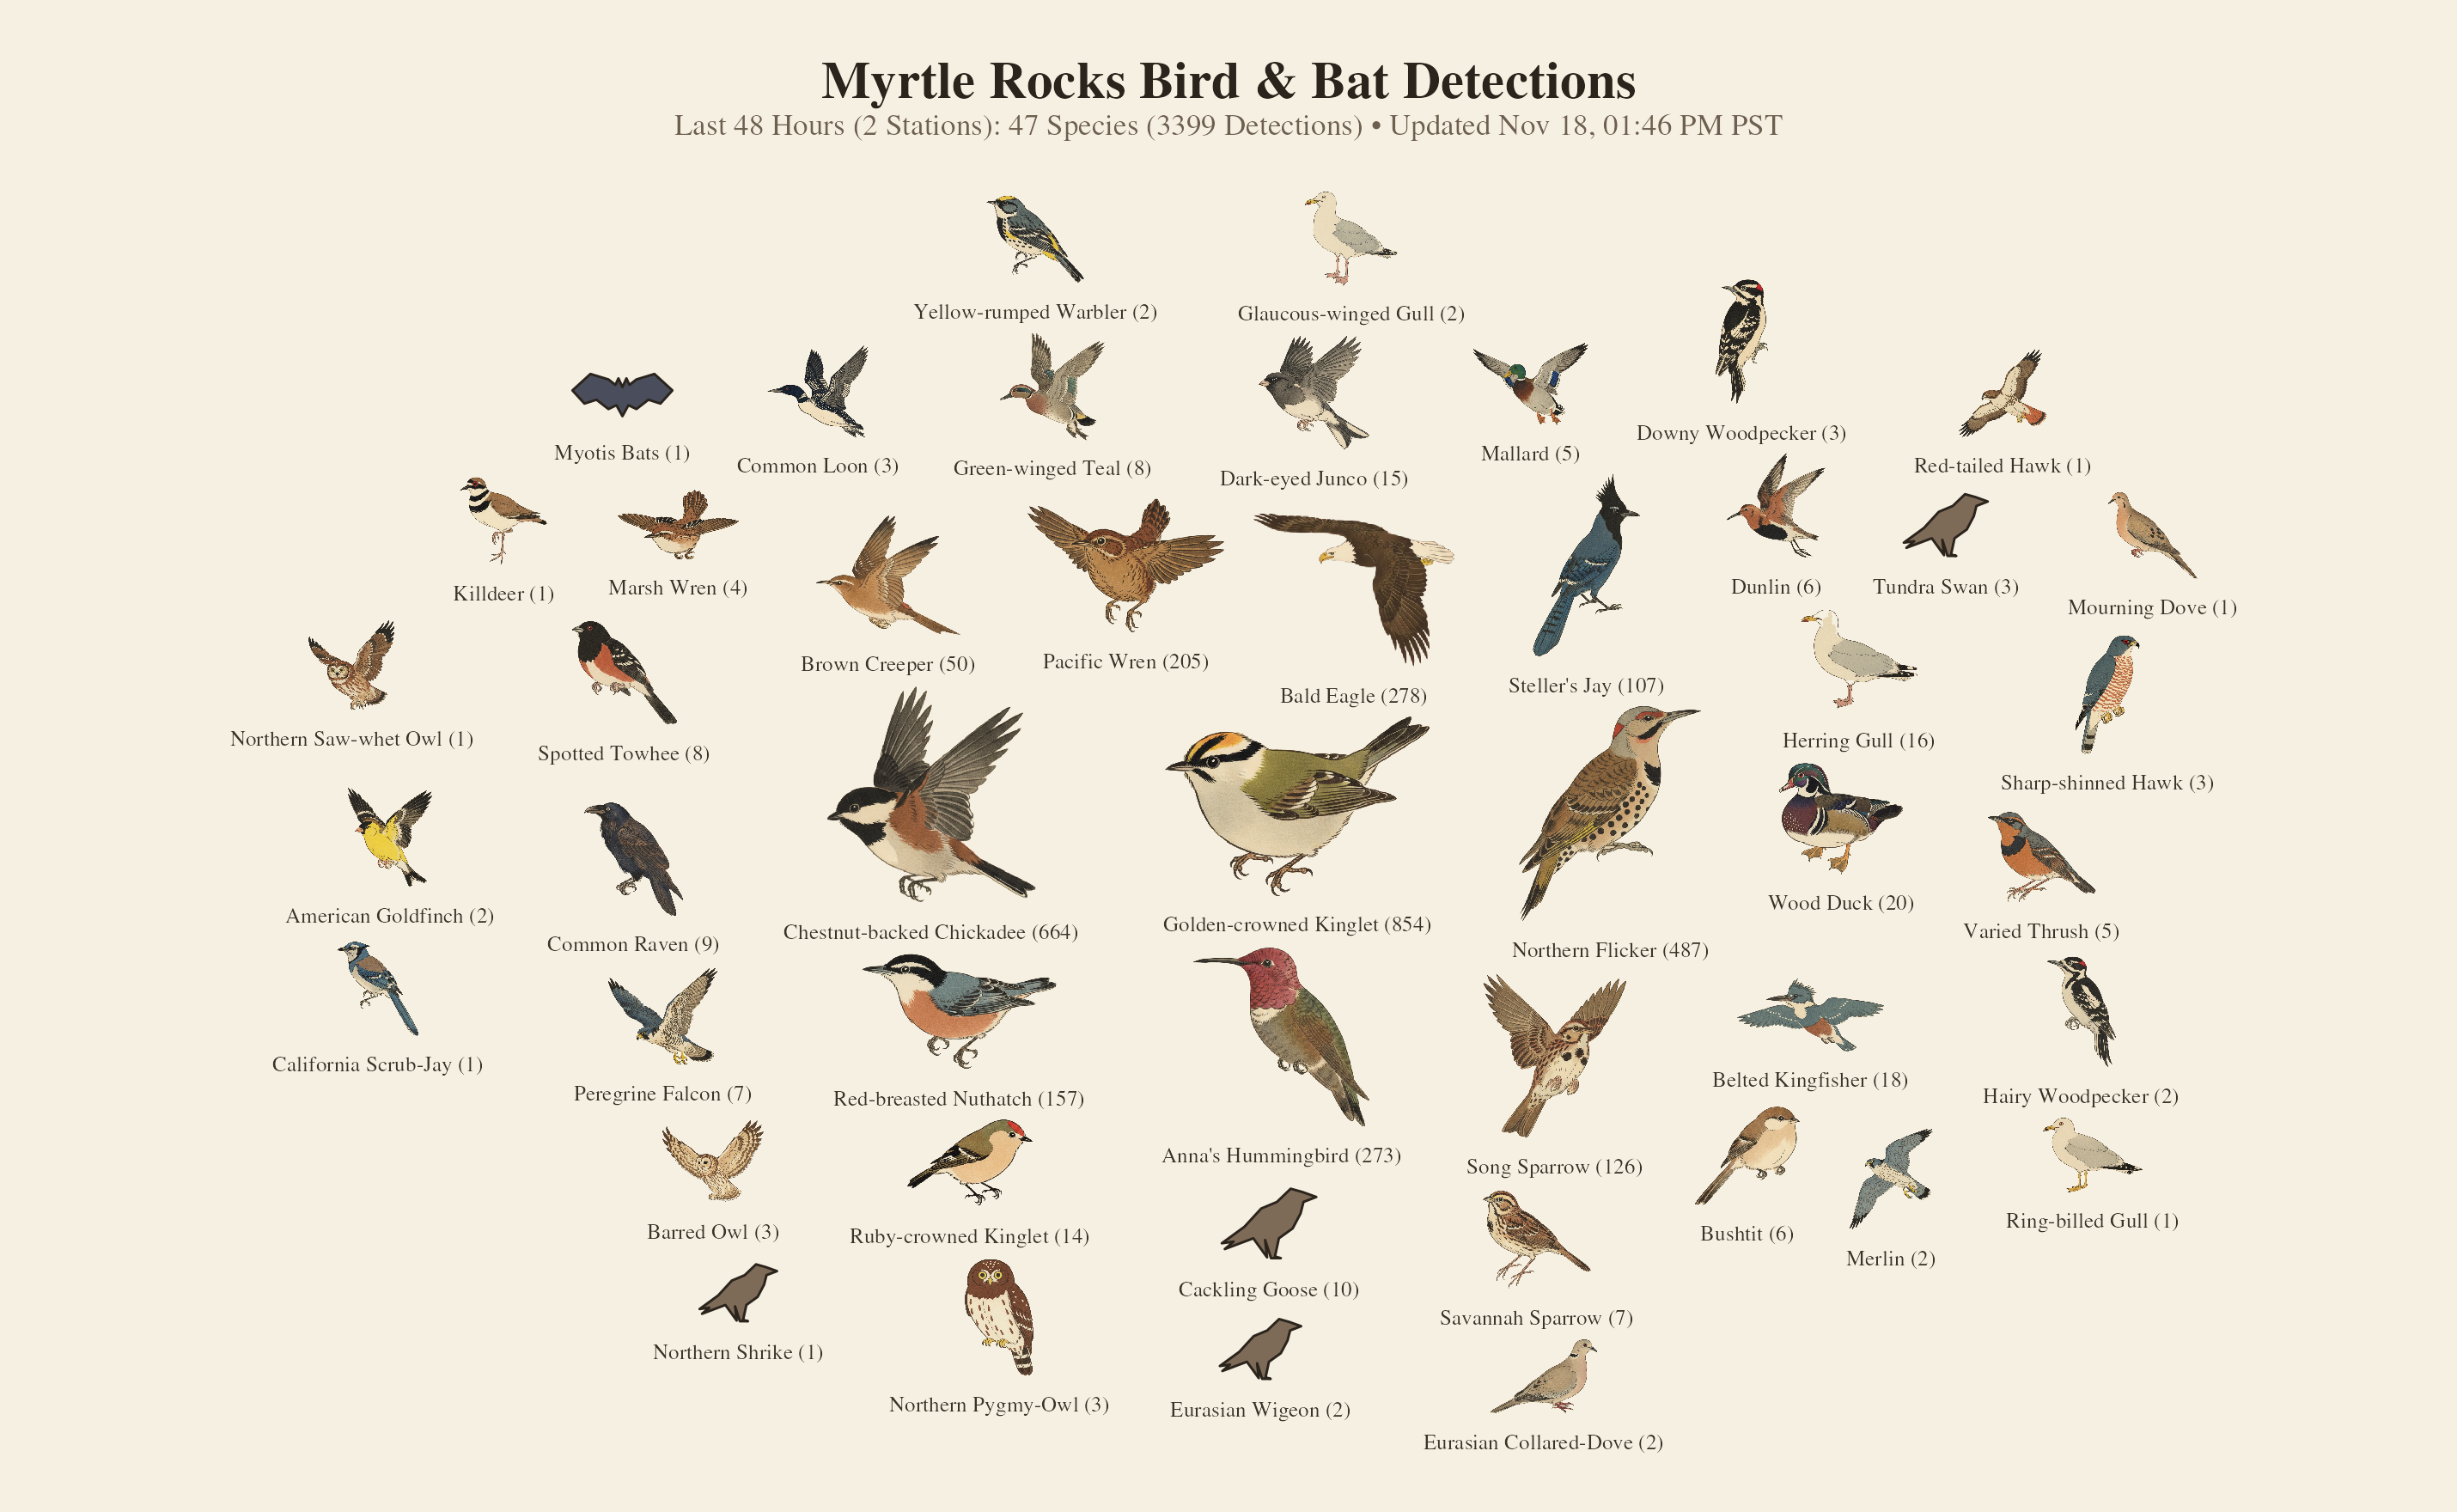 Myrtle Rocks Bird & Bat Detections
Last 48 Hours (2 Stations): 47 Species (3399 Detections) • Updated Nov 18, 01:46 PM PST
Yellow-rumped Warbler (2)
Glaucous-winged Gull (2)
Downy Woodpecker (3)
Myotis Bats (1)
Common Loon (3)
Green-winged Teal (8)
Dark-eyed Junco (15)
Mallard (5)
Red-tailed Hawk (1)
Killdeer (1)
Marsh Wren (4)
Brown Creeper (50)
Pacific Wren (205)
Bald Eagle (278)
Steller's Jay (107)
Dunlin (6)
Tundra Swan (3)
Mourning Dove (1)
Northern Saw-whet Owl (1)
Spotted Towhee (8)
Herring Gull (16)
Sharp-shinned Hawk (3)
American Goldfinch (2)
Common Raven (9)
Chestnut-backed Chickadee (664)
Golden-crowned Kinglet (854)
Northern Flicker (487)
Wood Duck (20)
Varied Thrush (5)
California Scrub-Jay (1)
Peregrine Falcon (7)
Red-breasted Nuthatch (157)
Anna's Hummingbird (273)
Song Sparrow (126)
Belted Kingfisher (18)
Hairy Woodpecker (2)
Barred Owl (3)
Ruby-crowned Kinglet (14)
Cackling Goose (10)
Savannah Sparrow (7)
Bushtit (6)
Merlin (2)
Ring-billed Gull (1)
Northern Shrike (1)
Northern Pygmy-Owl (3)
Eurasian Wigeon (2)
Eurasian Collared-Dove (2)